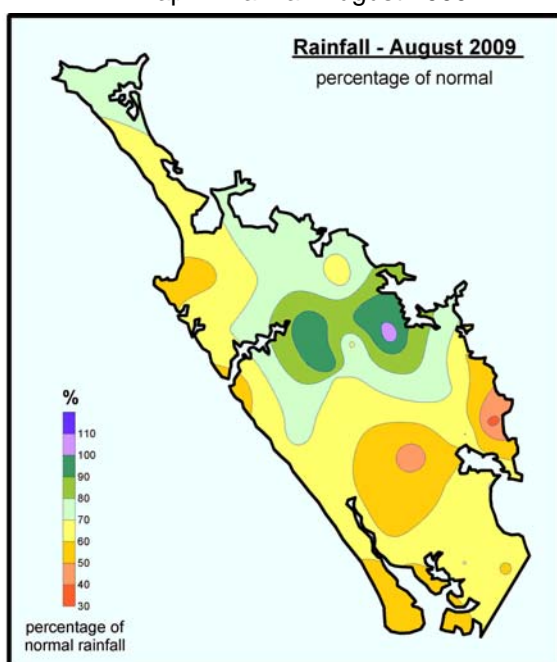 Rainfall - August 2009
percentage of normal
%
110
100
90
80
70
60
50
40
30
percentage of
normal rainfall